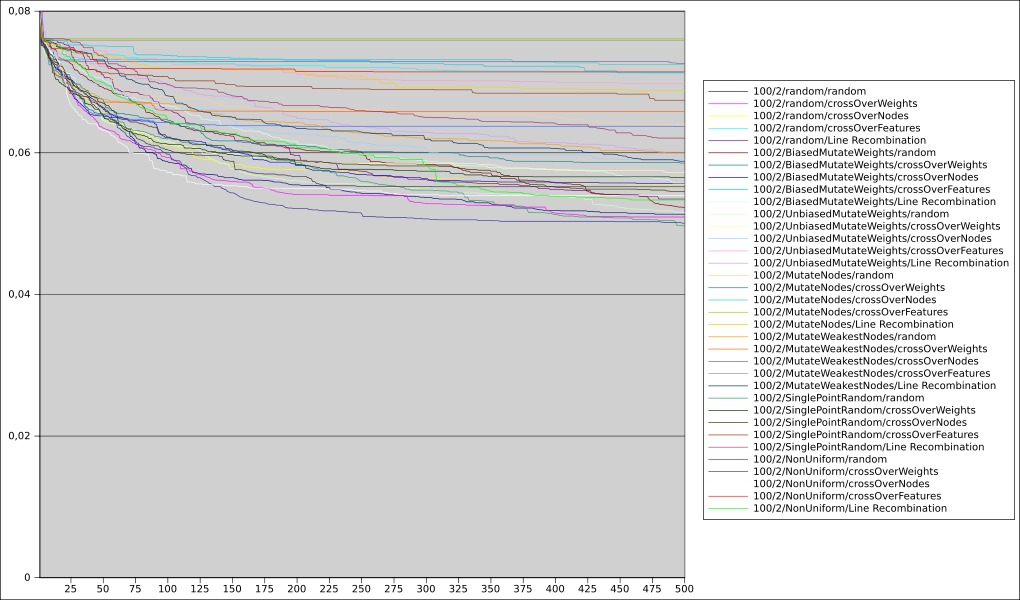 0,08
0,06
0,04
0,02
0
25 50 75 100 125 150 175 200 225 250 275 300 325 350 375 400 425 450 475 500
100/2/random/random
100/2/random/crossOverWeights
100/2/random/crossOverNodes
100/2/random/crossOverFeatures
100/2/random/Line Recombination
100/2/BiasedMutateWeights/random
100/2/BiasedMutateWeights/crossOverWeights
100/2/BiasedMutateWeights/crossOverNodes
100/2/BiasedMutateWeights/crossOverFeatures
100/2/BiasedMutateWeights/Line Recombination
100/2/UnbiasedMutateWeights/random
100/2/UnbiasedMutateWeights/crossOverWeights
100/2/UnbiasedMutateWeights/crossOverNodes
100/2/UnbiasedMutateWeights/crossOverFeatures
100/2/UnbiasedMutateWeights/Line Recombination
100/2/MutateNodes/random
100/2/MutateNodes/crossOverWeights
100/2/MutateNodes/crossOverNodes
100/2/MutateNodes/crossOverFeatures
100/2/MutateNodes/Line Recombination
100/2/MutateWeakestNodes/random
100/2/MutateWeakestNodes/crossOverWeights
100/2/MutateWeakestNodes/crossOverNodes
100/2/MutateWeakestNodes/crossOverFeatures
100/2/MutateWeakestNodes/Line Recombination
100/2/SinglePointRandom/random
100/2/SinglePointRandom/crossOverWeights
100/2/SinglePointRandom/crossOverNodes
100/2/SinglePointRandom/crossOverFeatures
100/2/SinglePointRandom/Line Recombination
100/2/NonUniform/random
100/2/NonUniform/crossOverWeights
100/2/NonUniform/crossOverNodes
100/2/NonUniform/crossOverFeatures
100/2/NonUniform/Line Recombination